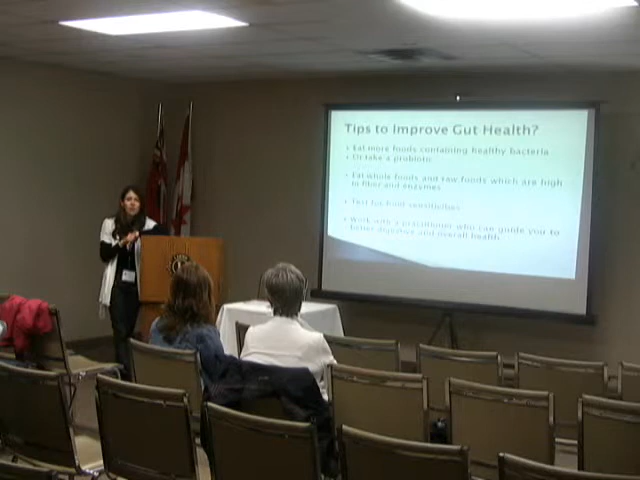 Tips to Improve Gut Health?
Eat more foods containing healthy bacteria
Or take a probiotic
Eat whole foods and raw foods which are high
in fiber and enzymes
Test for food sensitivities
Work with a practitioner who can guide you to
better digestive and overall health